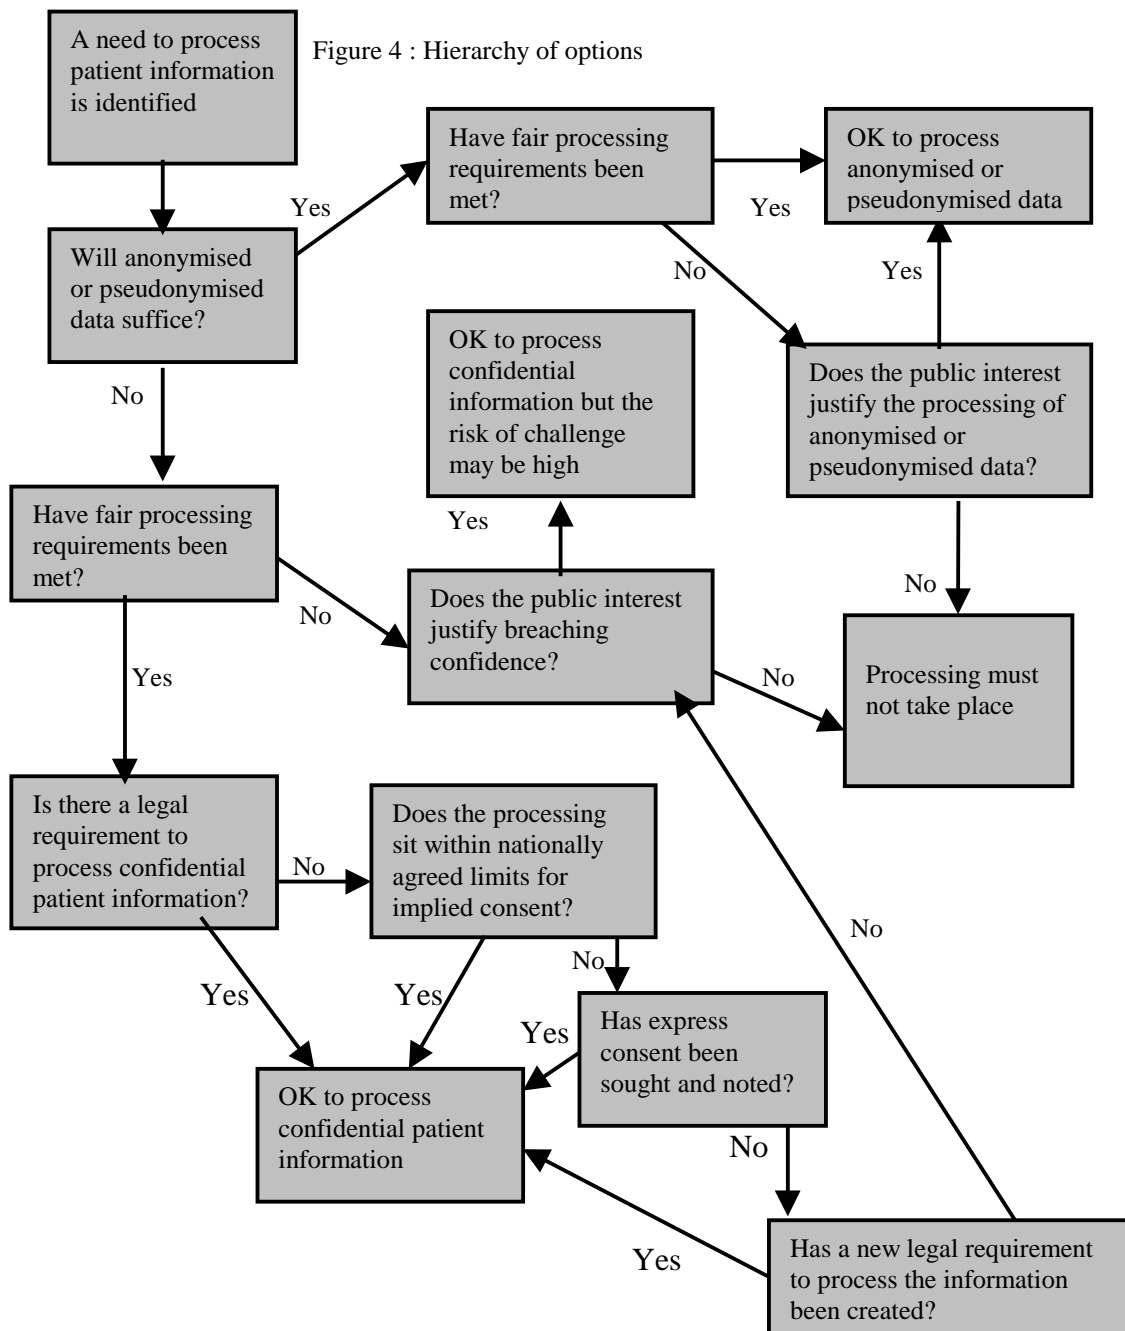 A need to process
patient information
is identified
Figure 4 : Hierarchy of options
Have fair processing
requirements been
met?
OK to process
anonymised or
pseudonymised data
Yes
Yes
Will anonymised
or pseudonymised
data suffice?
No
Yes
OK to process
confidential
information but the
risk of challenge
may be high
Does the public interest
justify the processing of
anonymised or
pseudonymised data?
No
Have fair processing
requirements been
met?
Yes
No
Does the public interest
justify breaching
confidence?
No
No
Processing must
not take place
Yes
Is there a legal
requirement to
process confidential
patient information?
No
Does the processing
sit within nationally
agreed limits for
implied consent?
No
No
Yes
Yes
Yes
Has express
consent been
sought and noted?
OK to process
confidential patient
information
No
Yes
Has a new legal requirement
to process the information
been created?